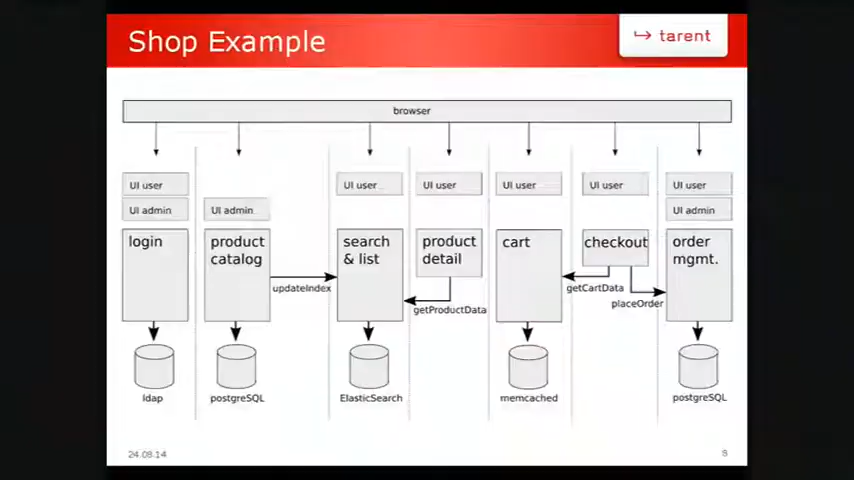 Shop Example
tarent
browser
UI user
UI user
UI user
UI user
UI user
UI user
UI admin
UI admin
UI admin
login
product
catalog
search
& list
product
detail
cart
checkout
order
mgmt.
updateIndex
getProductData
getCartData
placeOrder
ldap
postgreSQL
ElasticSearch
memcached
postgreSQL
24.08.14
8